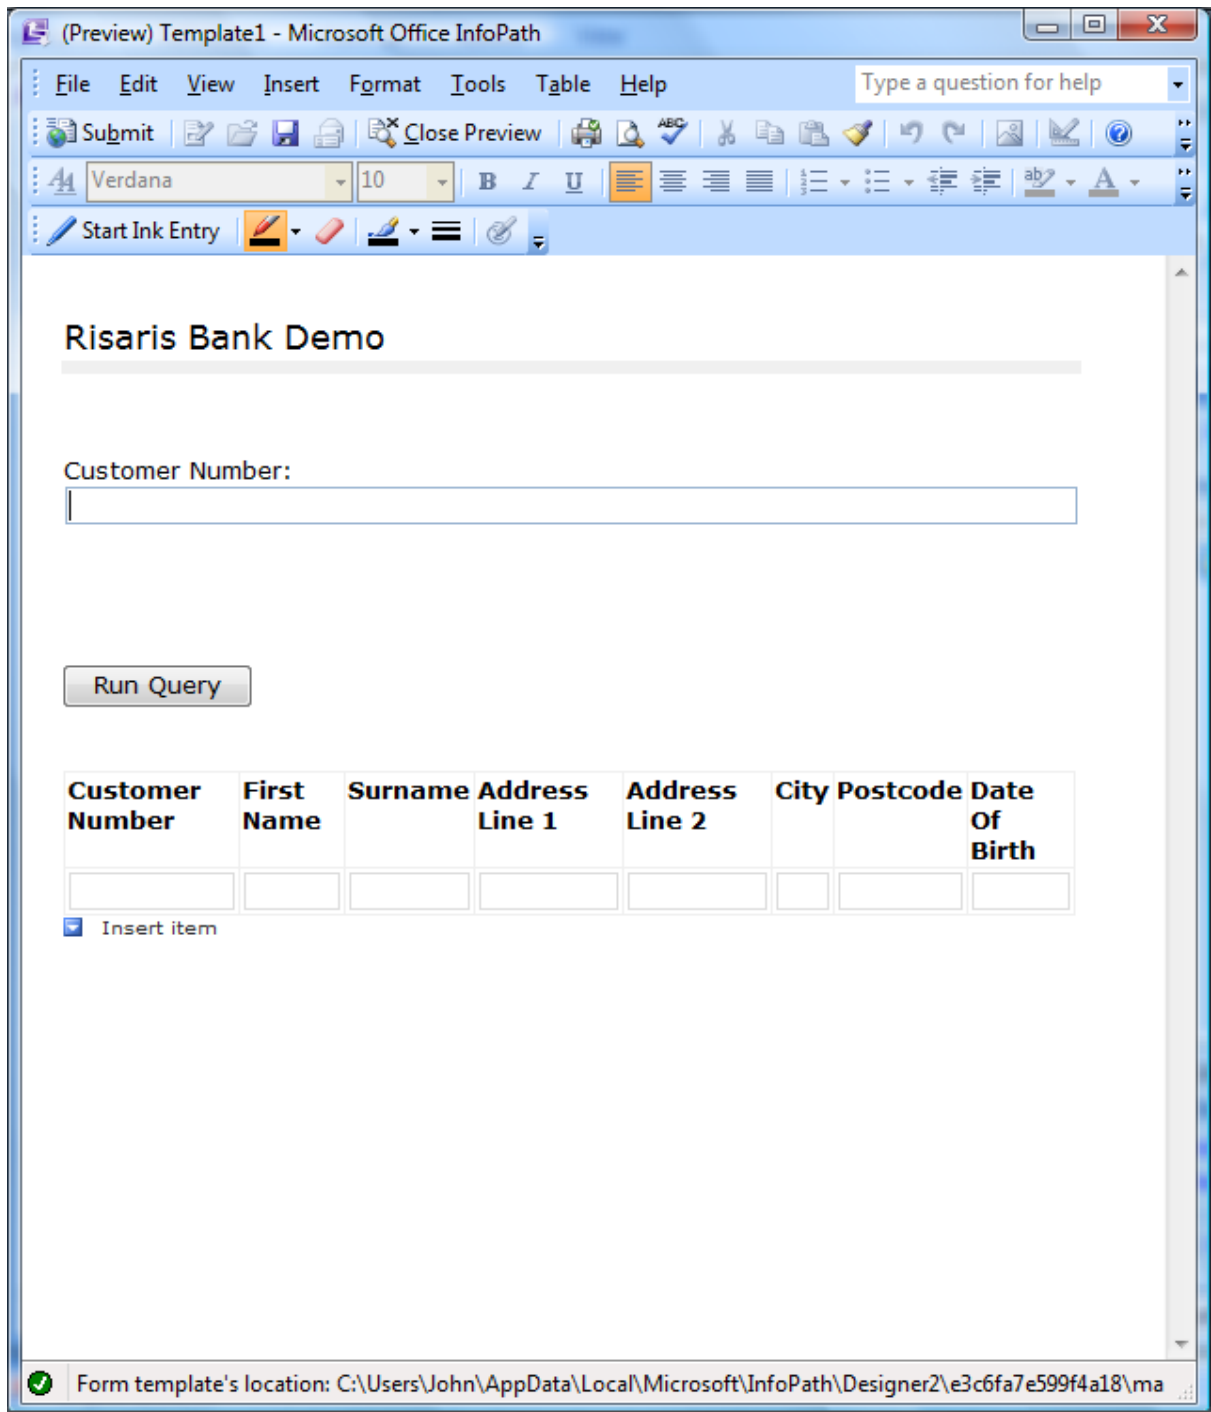 (Preview) Template1 - Microsoft Office InfoPath
File Edit View Insert Format Tools Table Help Type a question for help
Submit Close Preview ABC
Verdana 10 B I U ab A
Start Ink Entry
Risaris Bank Demo
Customer Number:
Run Query
Customer First Surname Address Address City Postcode Date
Number Name Line 1 Line 2 Of
Birth
Insert item
Form template's location: C:\Users\John\AppData\Local\Microsoft\InfoPath\Designer2\e3c6fa7e599f4a18\ma